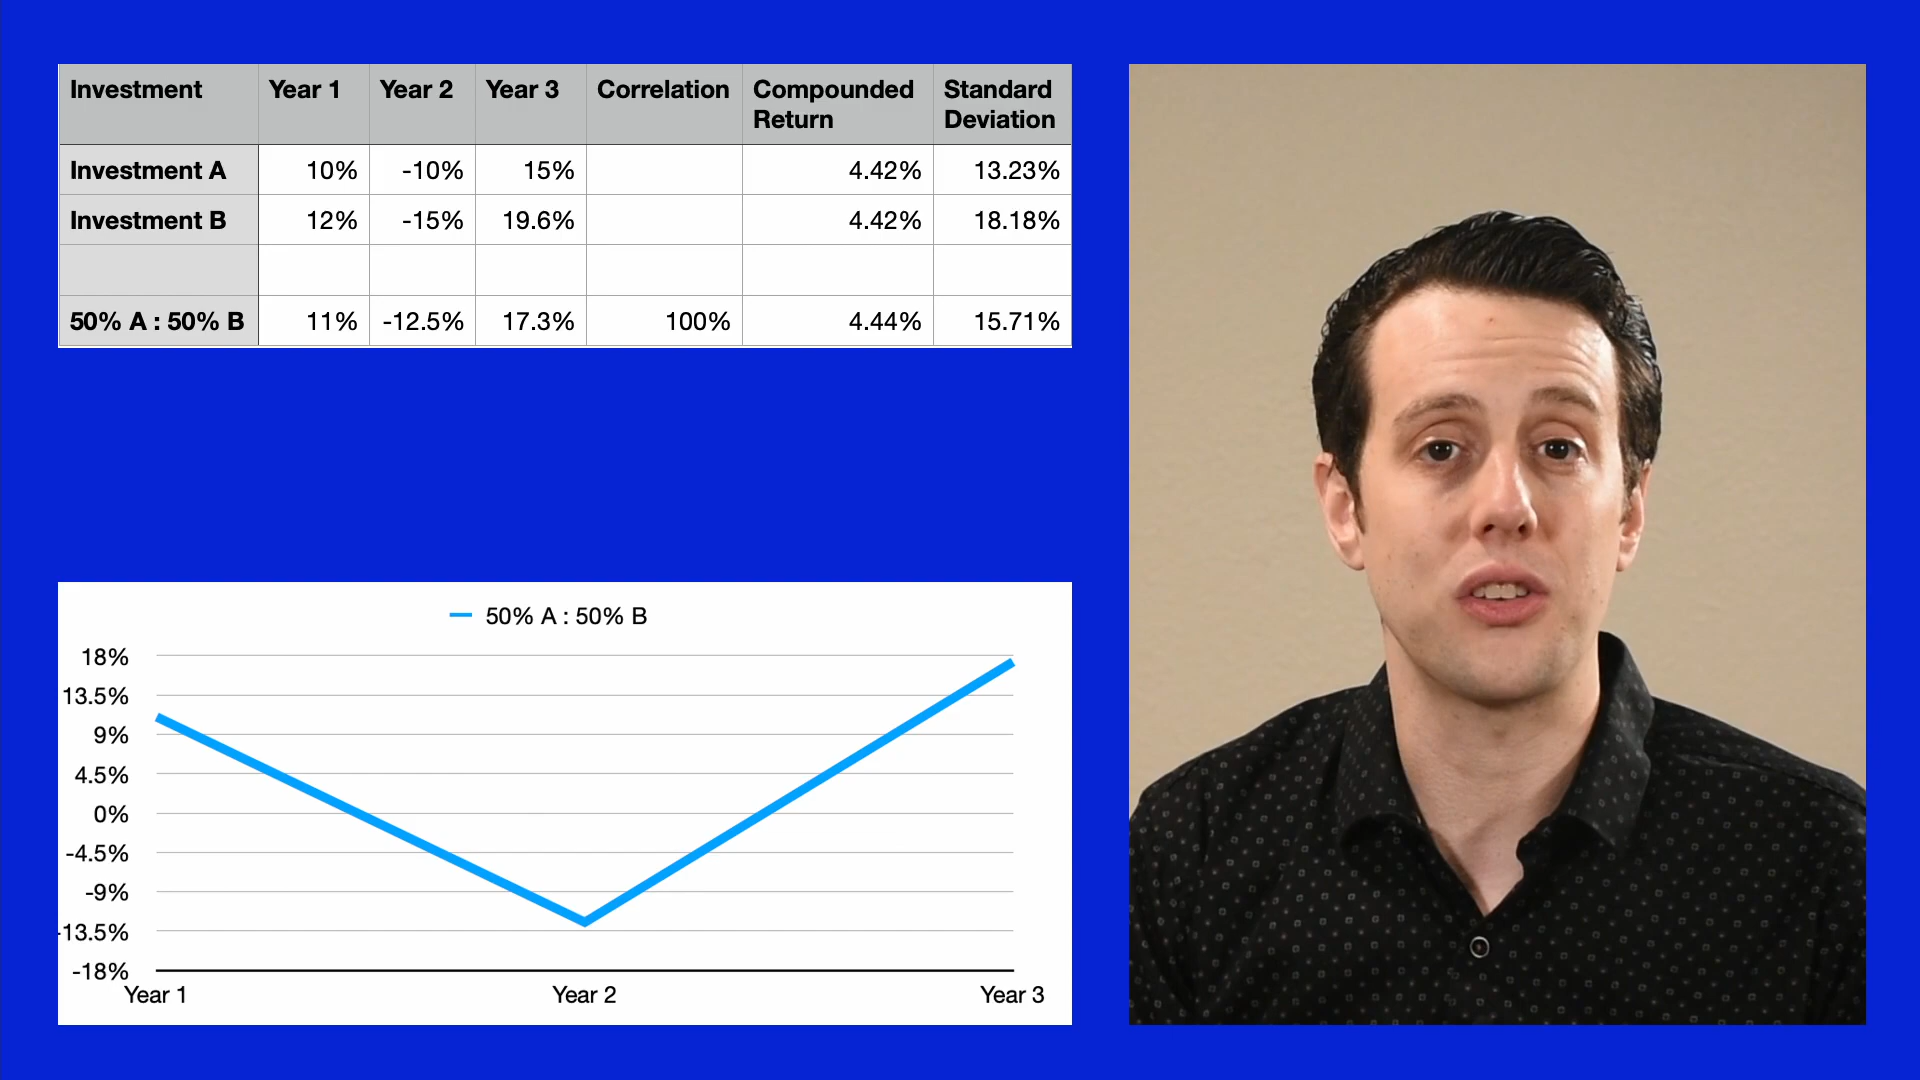 Investment Year 1 Year 2 Year 3 Correlation Compounded Return Standard Deviation
Investment A 10% -10% 15% 4.42% 13.23%
Investment B 12% -15% 19.6% 4.42% 18.18%
50% A : 50% B 11% -12.5% 17.3% 100% 4.44% 15.71%
50% A : 50% B
18%
13.5%
9%
4.5%
0%
-4.5%
-9%
-13.5%
-18%
Year 1 Year 2 Year 3